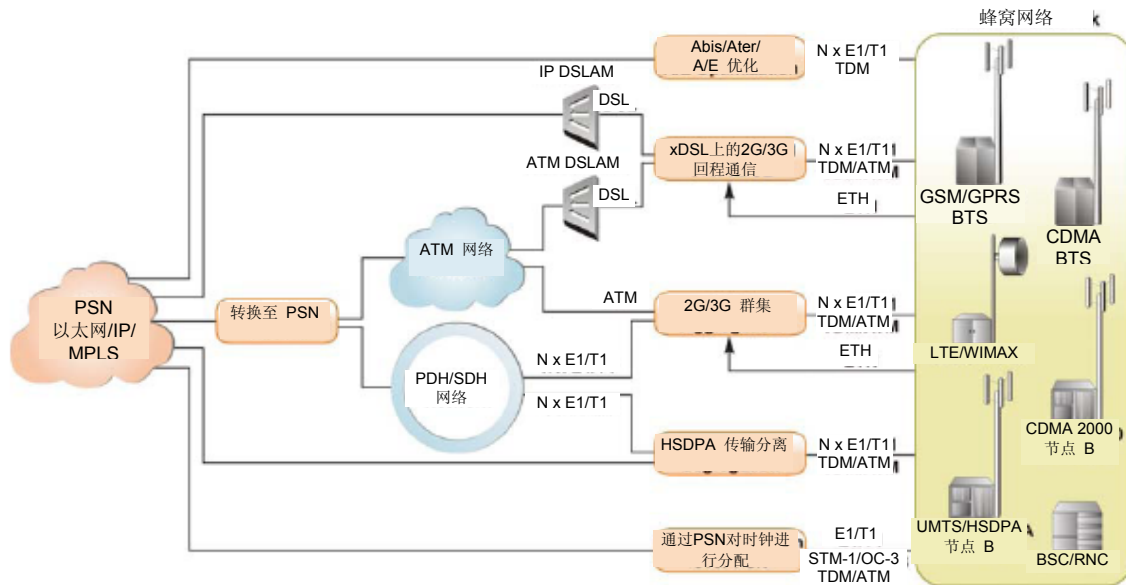 蜂窝网络
Abis/Ater/
A/E 优化
N x E1/T1
TDM
IP DSLAM
DSL
ATM DSLAM
DSL
xDSL上的2G/3G
回程通信
N x E1/T1
TDM/ATM
ETH
GSM/GPRS
BTS
CDMA
BTS
ATM 网络
PSN
以太网/IP/
MPLS
转换至 PSN
ATM
2G/3G 群集
N x E1/T1
TDM/ATM
ETH
LTE/WIMAX
PDH/SDH
网络
N x E1/T1
N x E1/T1
HSDPA 传输分离
N x E1/T1
TDM/ATM
CDMA 2000
节点 B
UMTS/HSDPA
节点 B
BSC/RNC
通过PSN对时钟进
行分配
E1/T1
STM-1/OC-3
TDM/ATM